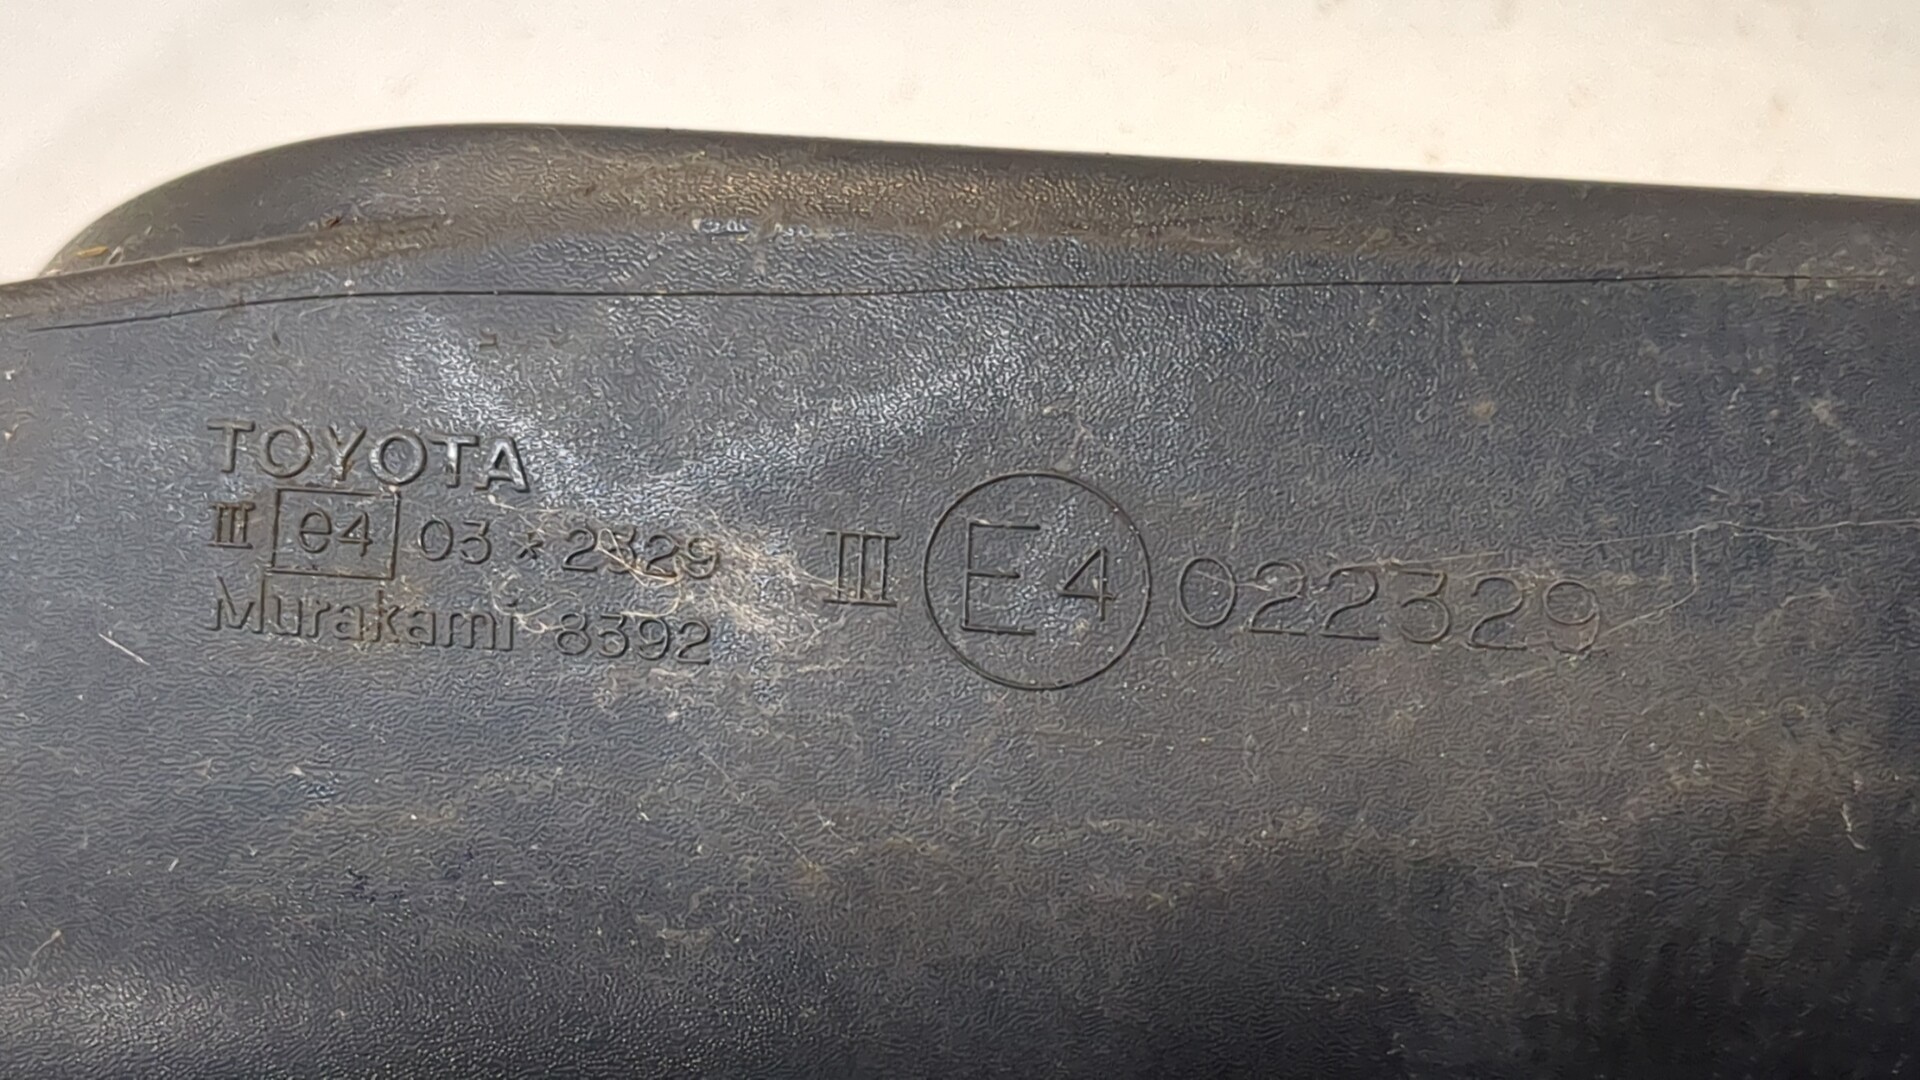 TOYOTA
III e4 03 * 2329
Murakami 8392
III E4 022329